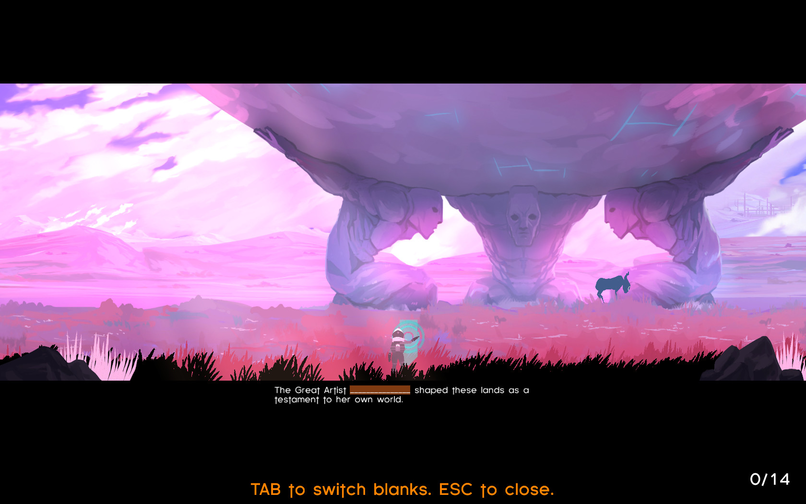 The Great Artist shaped these lands as a
testament to her own world.
0/14
TAB to switch blanks. ESC to close.